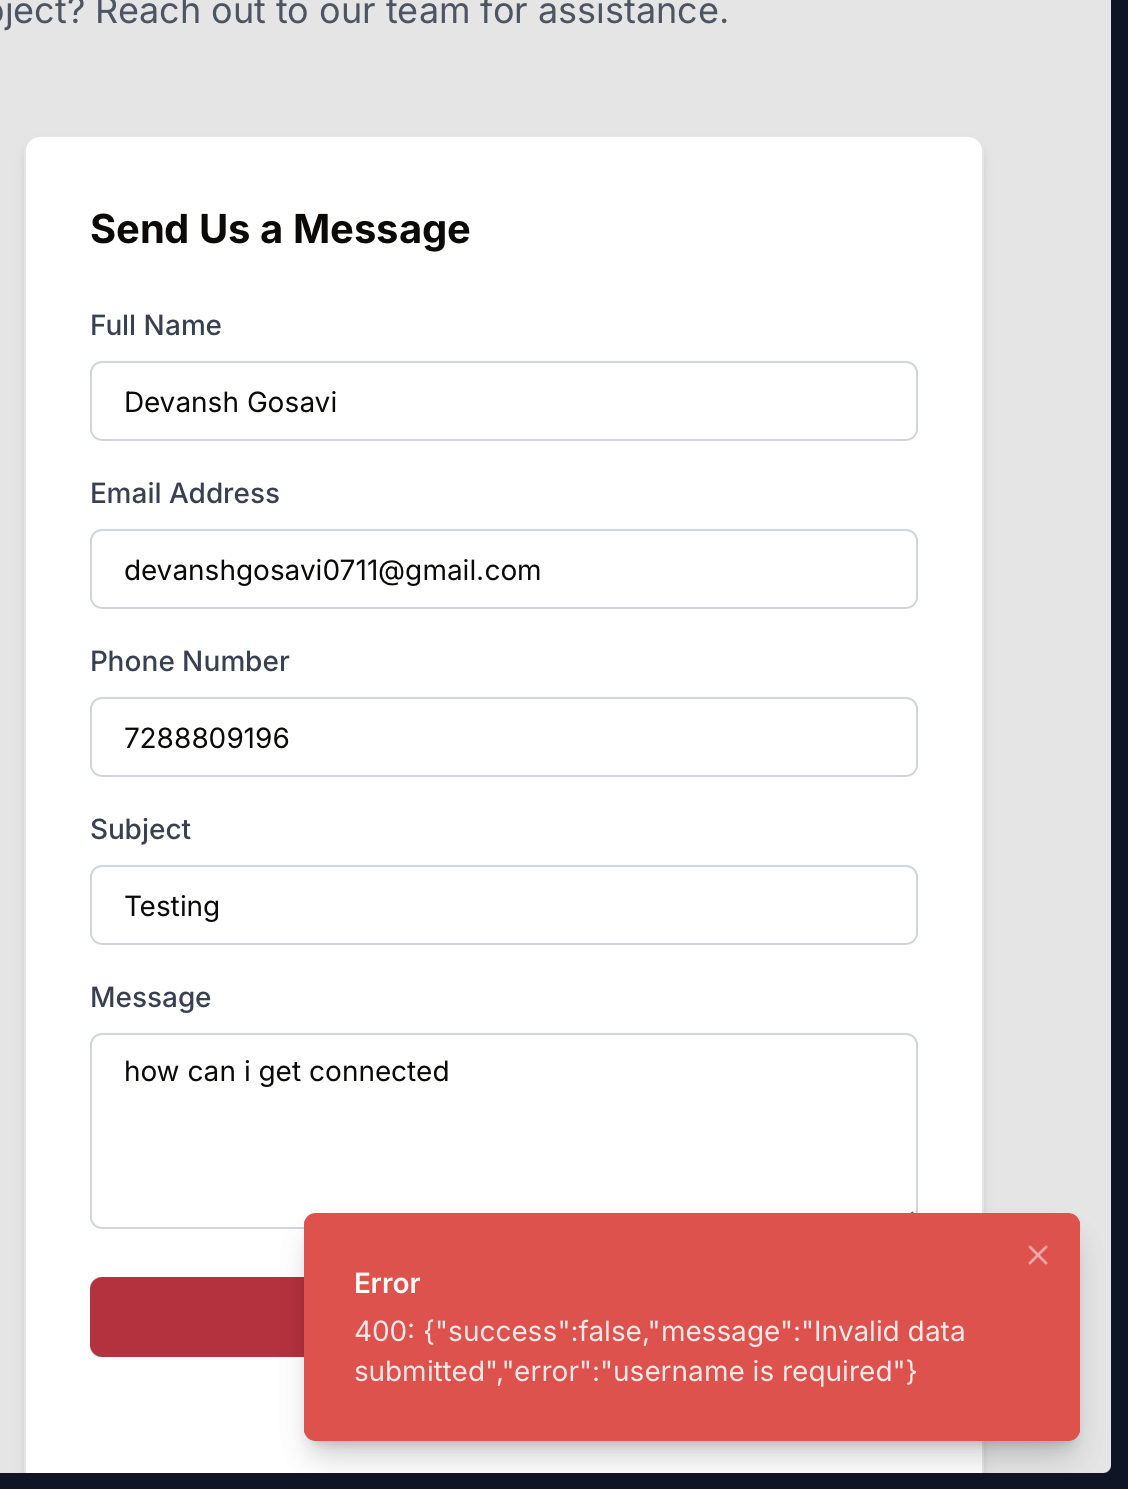 ject? Reach out to our team for assistance.
Send Us a Message
Full Name
Devansh Gosavi
Email Address
devanshgosavi0711@gmail.com
Phone Number
7288809196
Subject
Testing
Message
how can i get connected
Error
400: {"success":false,"message":"Invalid data
submitted","error":"username is required"}